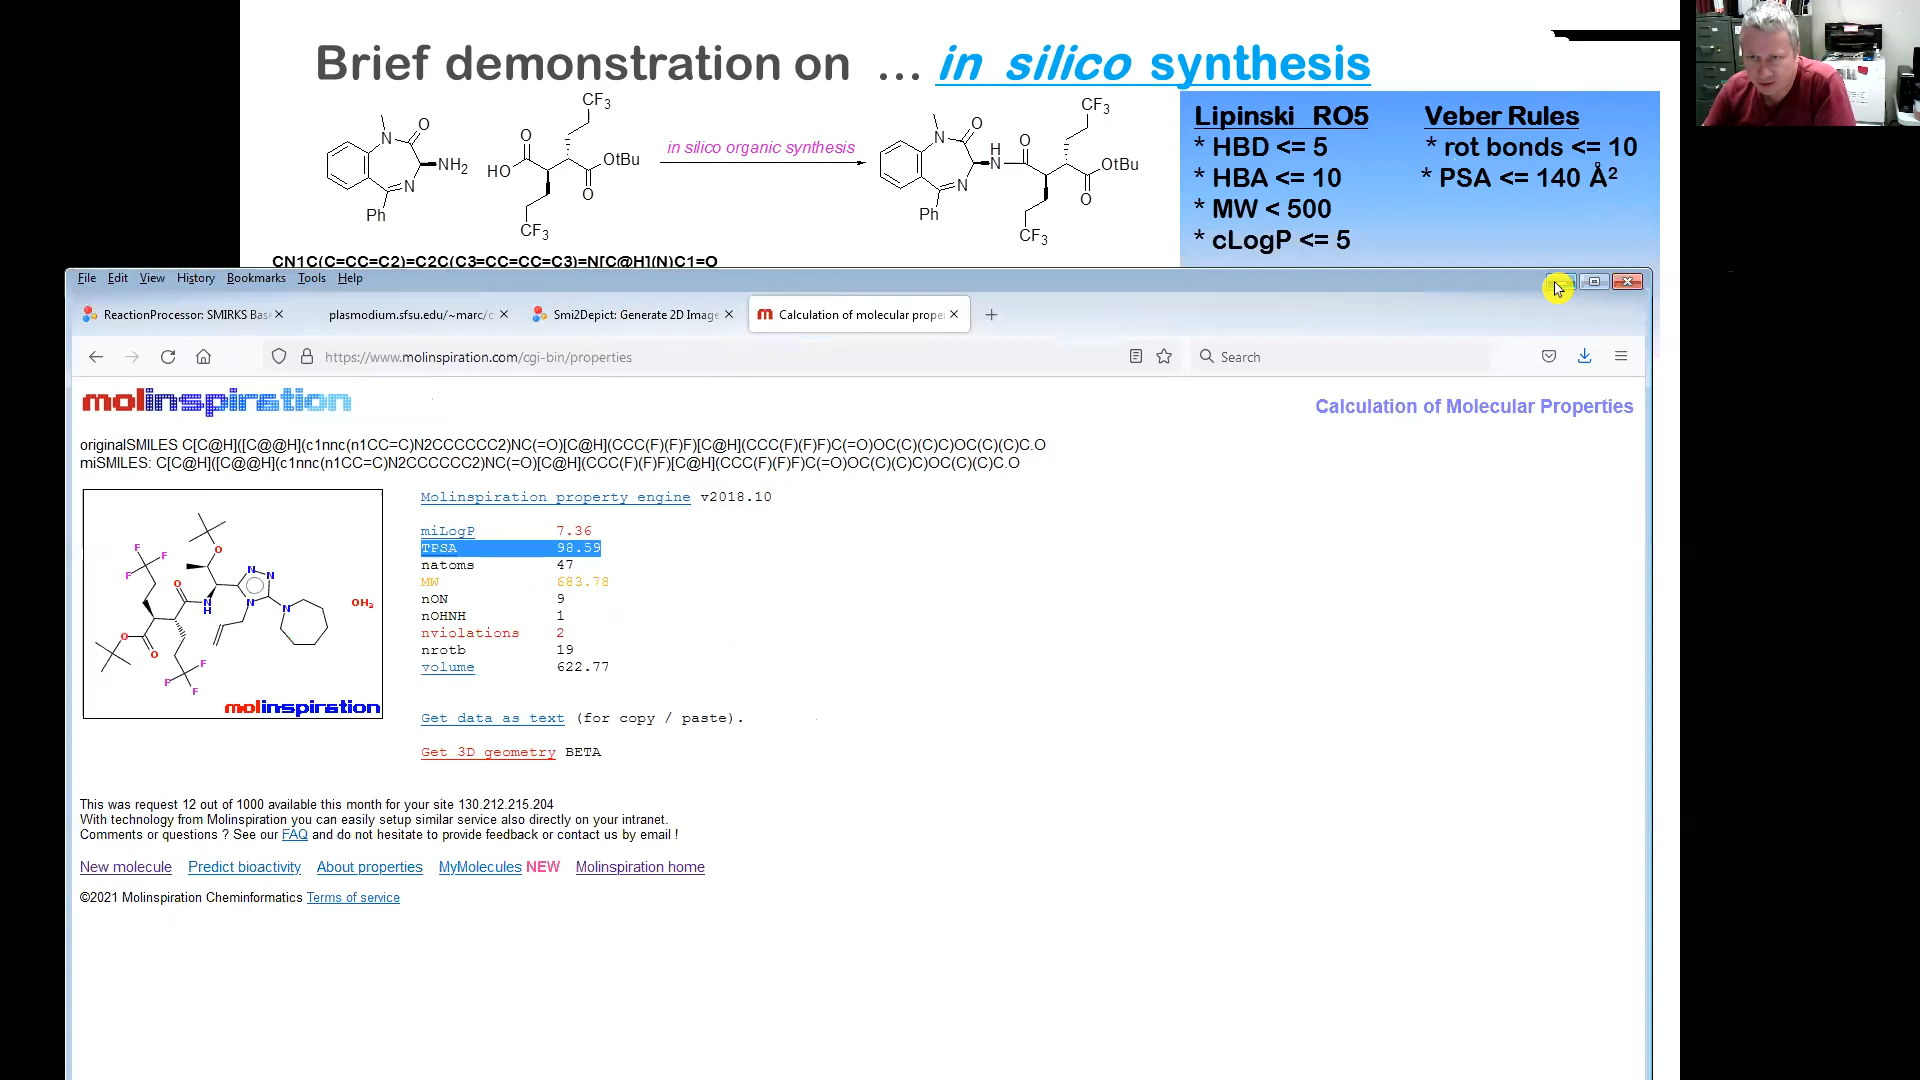 Brief demonstration on ... in silico synthesis
CF3
CF3
N
O
O
NH2
HO
OtBu
O
N
Ph
CF3
in silico organic synthesis
N
O
H
N
O
OtBu
O
N
Ph
CF3
Lipinski RO5
* HBD <= 5
* HBA <= 10
* MW < 500
* cLogP <= 5
Veber Rules
* rot bonds <= 10
* PSA <= 140 Å²
CN1C(C=CC=C2)=C2C(C3=CC=CC=C3)=N[C@H](N)C1=O
File Edit View History Bookmarks Tools Help
ReactionProcessor: SMIRKS Bas
plasmodium.sfsu.edu/~marc/c
Smi2Depict: Generate 2D Image
Calculation of molecular prope
https://www.molinspiration.com/cgi-bin/properties
Search
molinspiration
Calculation of Molecular Properties
originalSMILES C[C@H]([C@@H](c1nnc(n1CC=C)N2CCCCCC2)NC(=O)[C@H](CCC(F)(F)F)[C@H](CCC(F)(F)F)C(=O)OC(C)(C)C)OC(C)(C)C.O
miSMILES: C[C@H]([C@@H](c1nnc(n1CC=C)N2CCCCCC2)NC(=O)[C@H](CCC(F)(F)F)[C@H](CCC(F)(F)F)C(=O)OC(C)(C)C)OC(C)(C)C.O
F
F
F
O
N
N
O
N
H
N
N
OH2
O
O
F
F
F
molinspiration
Molinspiration property engine v2018.10
miLogP 7.36
TPSA 98.59
natoms 47
MW 683.78
nON 9
nOHNH 1
nviolations 2
nrotb 19
volume 622.77
Get data as text (for copy / paste).
Get 3D geometry BETA
This was request 12 out of 1000 available this month for your site 130.212.215.204
With technology from Molinspiration you can easily setup similar service also directly on your intranet.
Comments or questions ? See our FAQ and do not hesitate to provide feedback or contact us by email !
New molecule Predict bioactivity About properties MyMolecules NEW Molinspiration home
©2021 Molinspiration Cheminformatics Terms of service